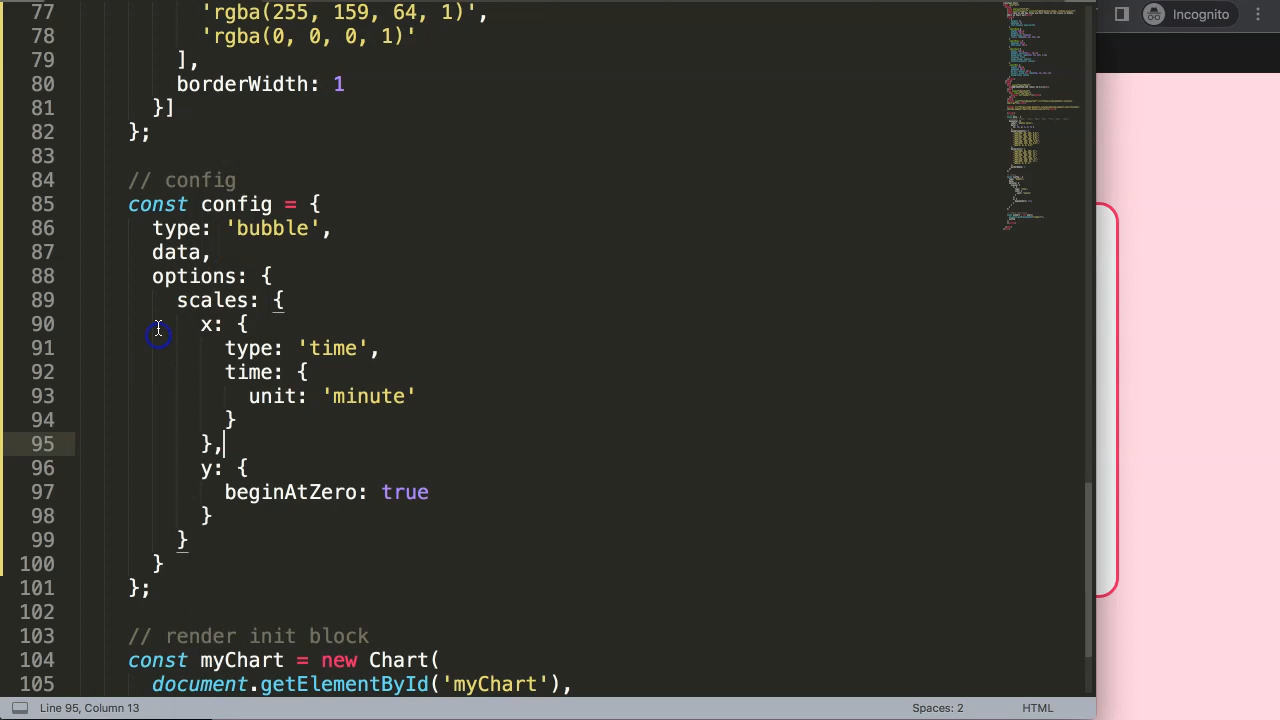 77 'rgba(255, 159, 64, 1)',
78 'rgba(0, 0, 0, 1)'
79 ],
80 borderWidth: 1
81 }]
82 };
83
84 // config
85 const config = {
86 type: 'bubble',
87 data,
88 options: {
89 scales: {
90 x: {
91 type: 'time',
92 time: {
93 unit: 'minute'
94 }
95 },
96 y: {
97 beginAtZero: true
98 }
99 }
100 }
101 };
102
103 // render init block
104 const myChart = new Chart(
105 document.getElementById('myChart'),
Line 95, Column 13
Spaces: 2
HTML
Incognito